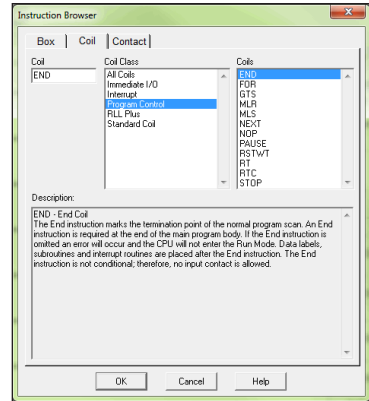 Instruction Browser
Box
Coil
Contact
Coil
END
Coil Class
All Coils
Immediate I/O
Interrupt
Program Control
RLL Plus
Standard Coil
Coils
END
FOR
GTS
MLR
MLS
NEXT
NOP
PAUSE
RSTWT
RT
RTC
STOP
Description:
END - End Coil
The End instruction marks the termination point of the normal program scan. An End
instruction is required at the end of the main program body. If the End instruction is
omitted an error will occur and the CPU will not enter the Run Mode. Data labels,
subroutines and interrupt routines are placed after the End instruction. The End
instruction is not conditional; therefore, no input contact is allowed.
OK
Cancel
Help